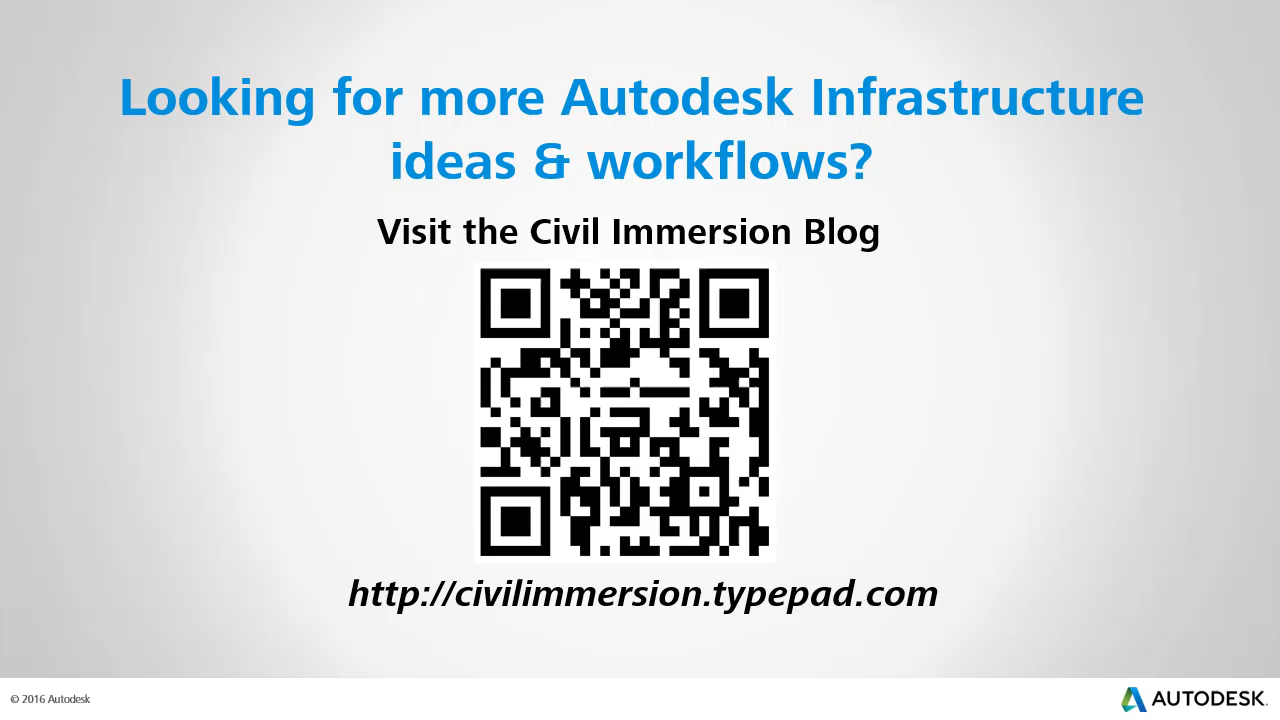 Looking for more Autodesk Infrastructure
ideas & workflows?
Visit the Civil Immersion Blog
http://civilimmersion.typepad.com
© 2016 Autodesk
AUTODESK.